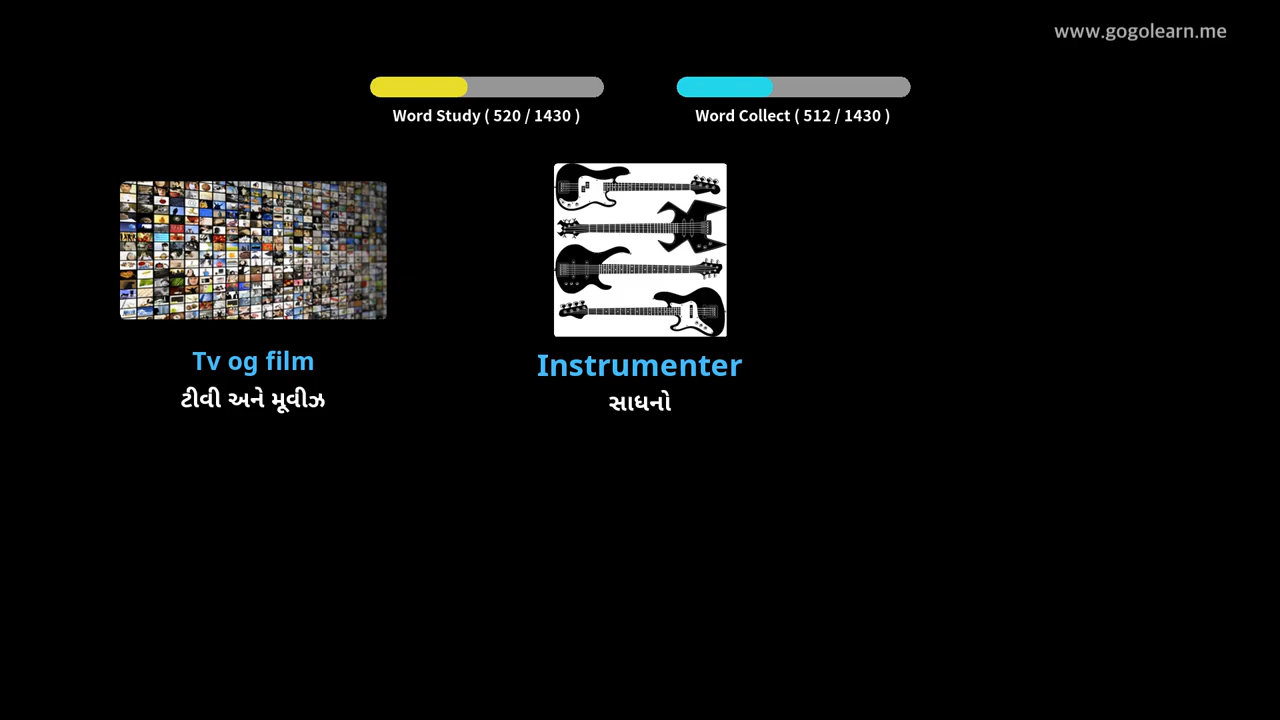 www.gogolearn.me
Word Study ( 520 / 1430 )
Word Collect ( 512 / 1430 )
Tv og film
ટીવી અને મૂવીઝ
Instrumenter
સાધનો